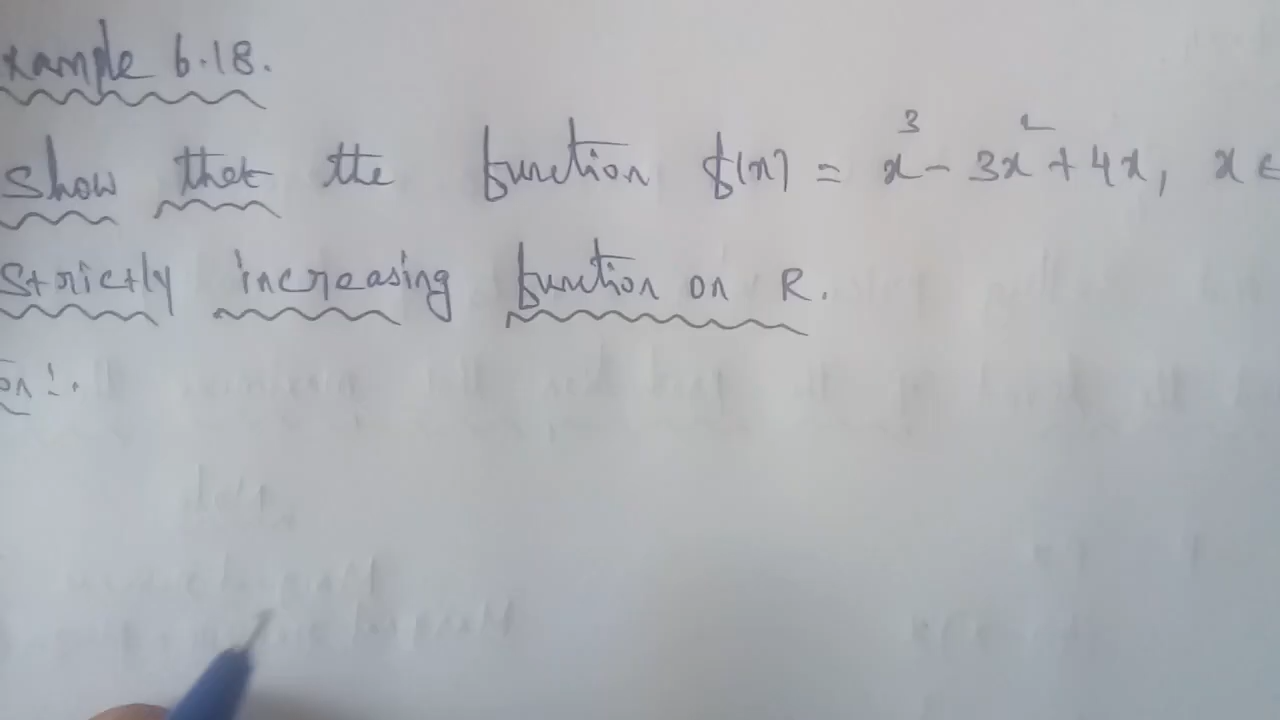 xample 6.18.
Show that the function f(x) = x³ - 3x² + 4x, x ∈
Strictly increasing function on R.
on :.